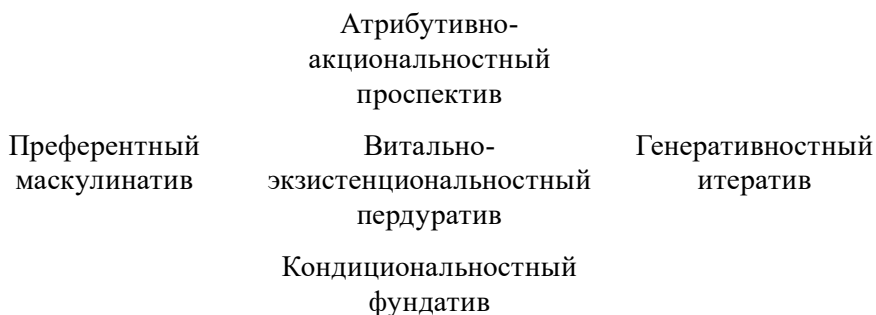 Атрибутивно-
акциональностный
проспектив
Преферентный
маскулинатив
Витально-
экзистенциональностный
пердуратив
Генеративностный
итератив
Кондициональностный
фундатив